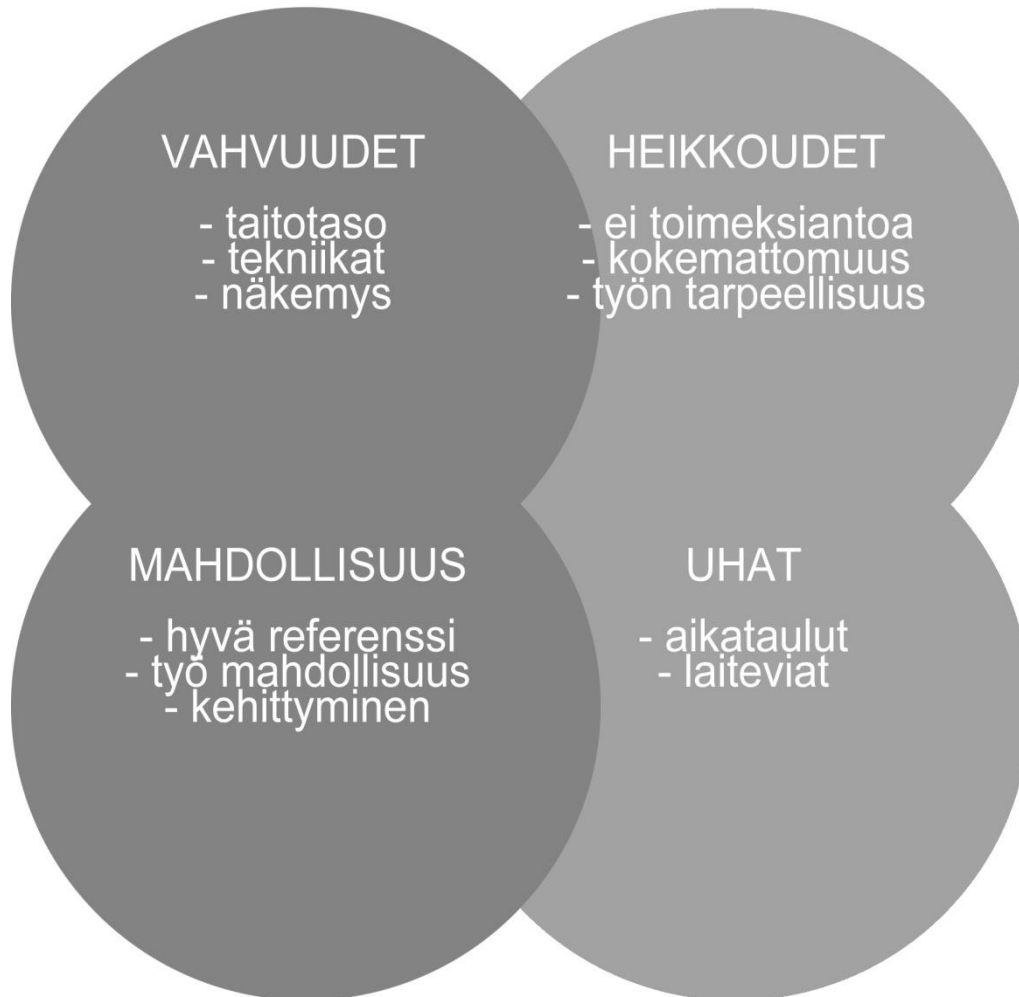 VAHVUUDET
- taitotaso
- tekniikat
- näkemys
HEIKKOUDET
- ei toimeksiantoa
- kokemattomuus
- työn tarpeellisuus
MAHDOLLISUUS
- hyvä referenssi
- työ mahdollisuus
- kehittyminen
UHAT
- aikataulut
- laiteviat